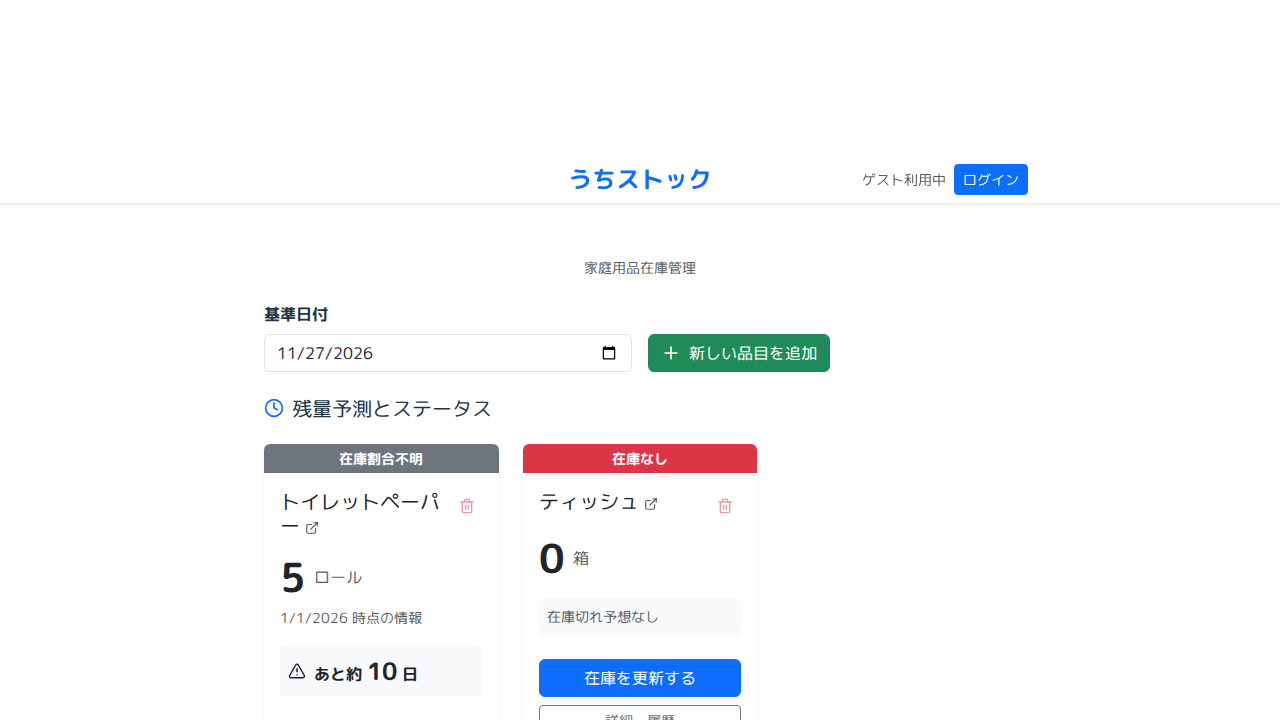 うちストック
ゲスト利用中 ログイン
家庭用品在庫管理
基準日付
11/27/2026
新しい品目を追加
残量予測とステータス
在庫割合不明
トイレットペーパ
ー
5 ロール
1/1/2026 時点の情報
あと約 10 日
在庫なし
ティッシュ
0 箱
在庫切れ予想なし
在庫を更新する
詳細・履歴